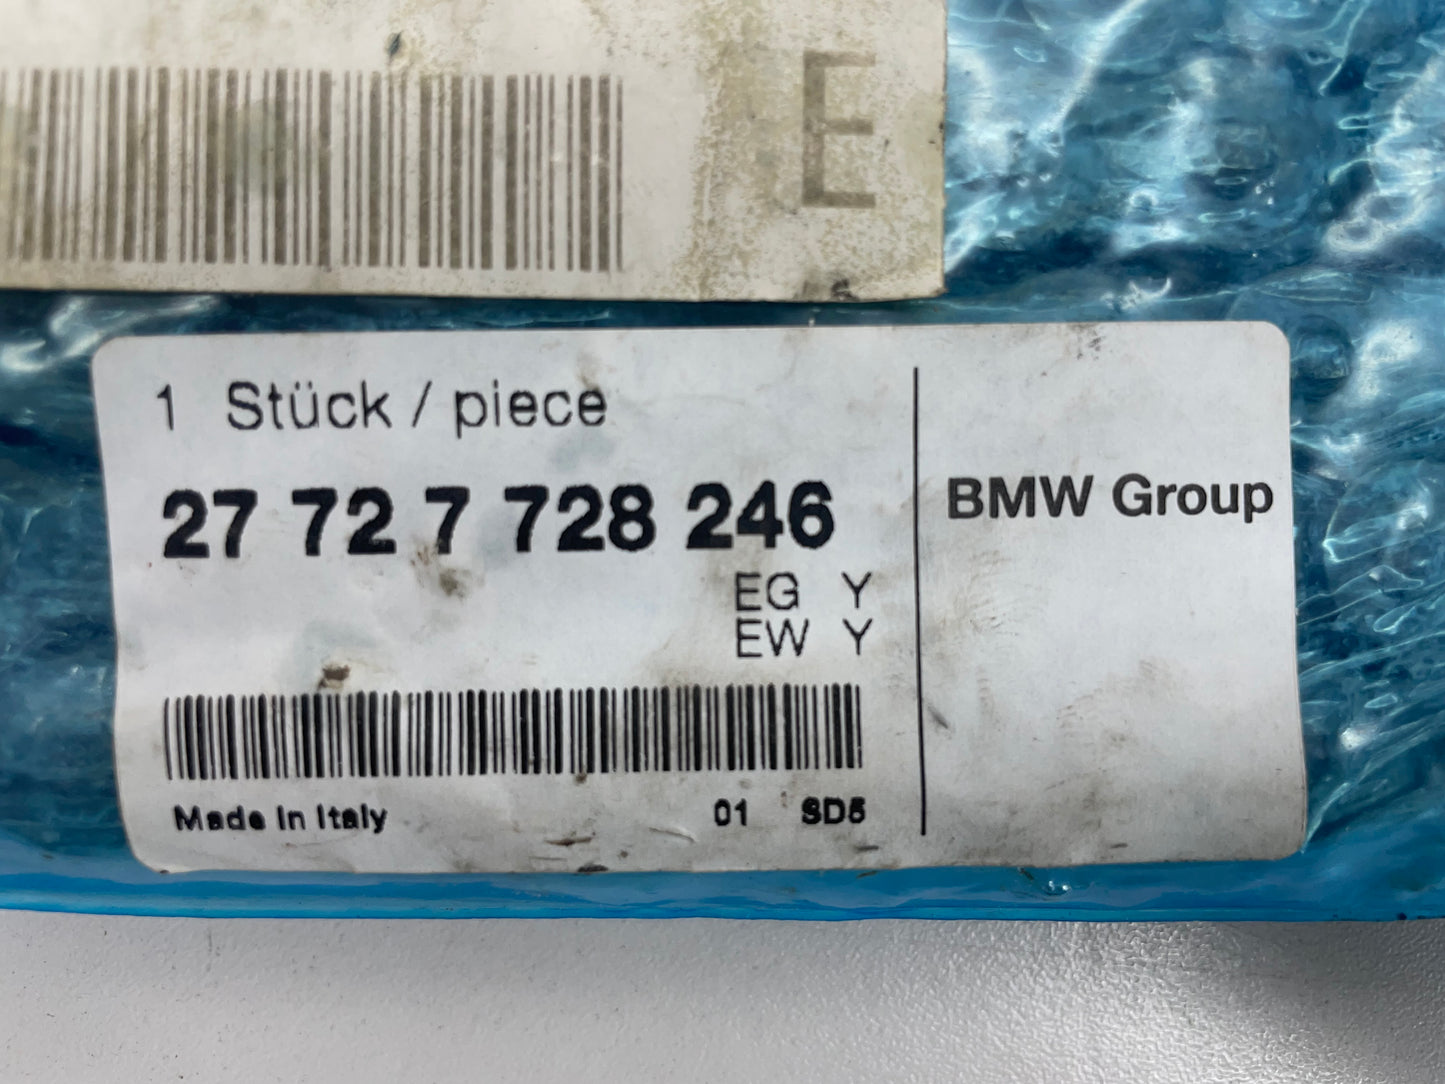 E
1 Stück / piece
27 72 7 728 246
BMW Group
EG Y
EW Y
Made in Italy 01 SD5